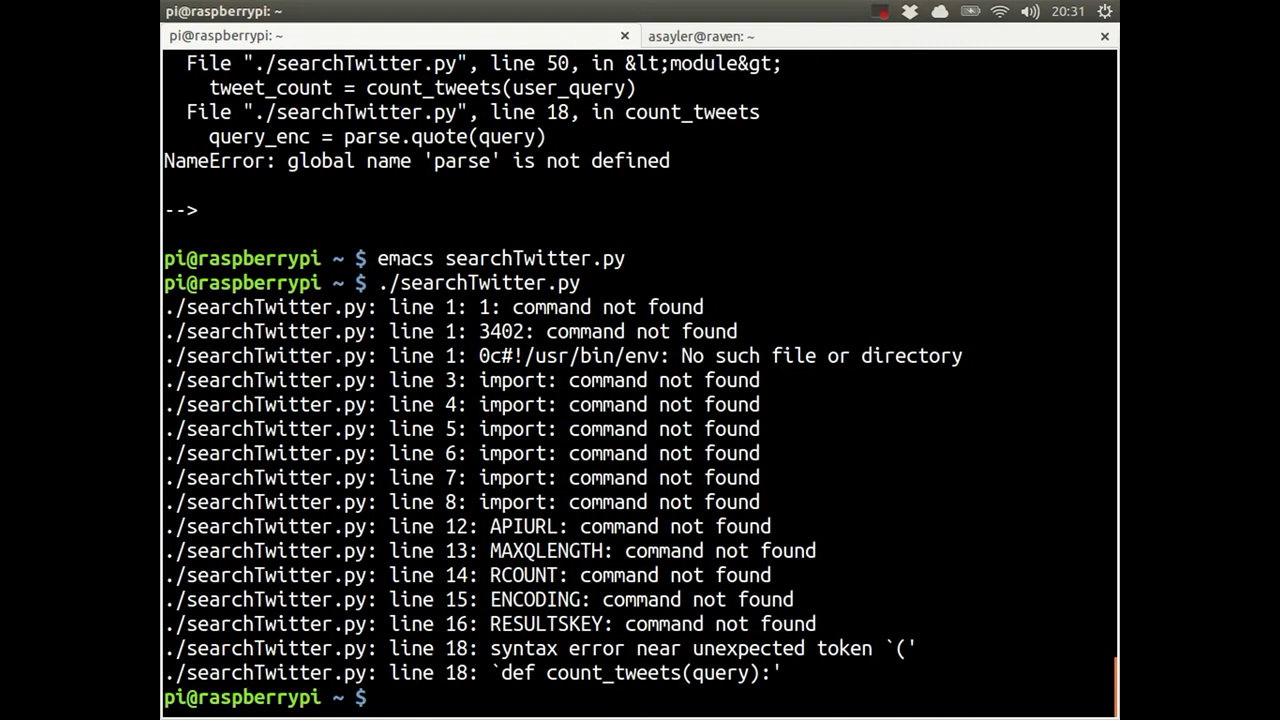 pi@raspberrypi: ~
20:31
pi@raspberrypi: ~
asayler@raven: ~
File "./searchTwitter.py", line 50, in &lt;module&gt;
tweet_count = count_tweets(user_query)
File "./searchTwitter.py", line 18, in count_tweets
query_enc = parse.quote(query)
NameError: global name 'parse' is not defined
-->
pi@raspberrypi ~ $ emacs searchTwitter.py
pi@raspberrypi ~ $ ./searchTwitter.py
./searchTwitter.py: line 1: 1: command not found
./searchTwitter.py: line 1: 3402: command not found
./searchTwitter.py: line 1: 0c#!/usr/bin/env: No such file or directory
./searchTwitter.py: line 3: import: command not found
./searchTwitter.py: line 4: import: command not found
./searchTwitter.py: line 5: import: command not found
./searchTwitter.py: line 6: import: command not found
./searchTwitter.py: line 7: import: command not found
./searchTwitter.py: line 8: import: command not found
./searchTwitter.py: line 12: APIURL: command not found
./searchTwitter.py: line 13: MAXQLENGTH: command not found
./searchTwitter.py: line 14: RCOUNT: command not found
./searchTwitter.py: line 15: ENCODING: command not found
./searchTwitter.py: line 16: RESULTSKEY: command not found
./searchTwitter.py: line 18: syntax error near unexpected token `('
./searchTwitter.py: line 18: `def count_tweets(query):'
pi@raspberrypi ~ $